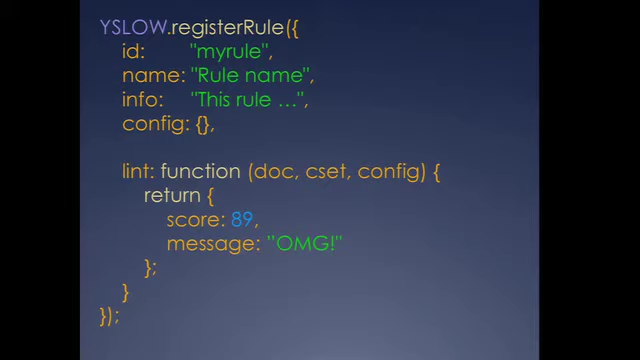 YSLOW.registerRule({
id: "myrule",
name: "Rule name",
info: "This rule …",
config: {},
lint: function (doc, cset, config) {
return {
score: 89,
message: "OMG!"
};
}
});